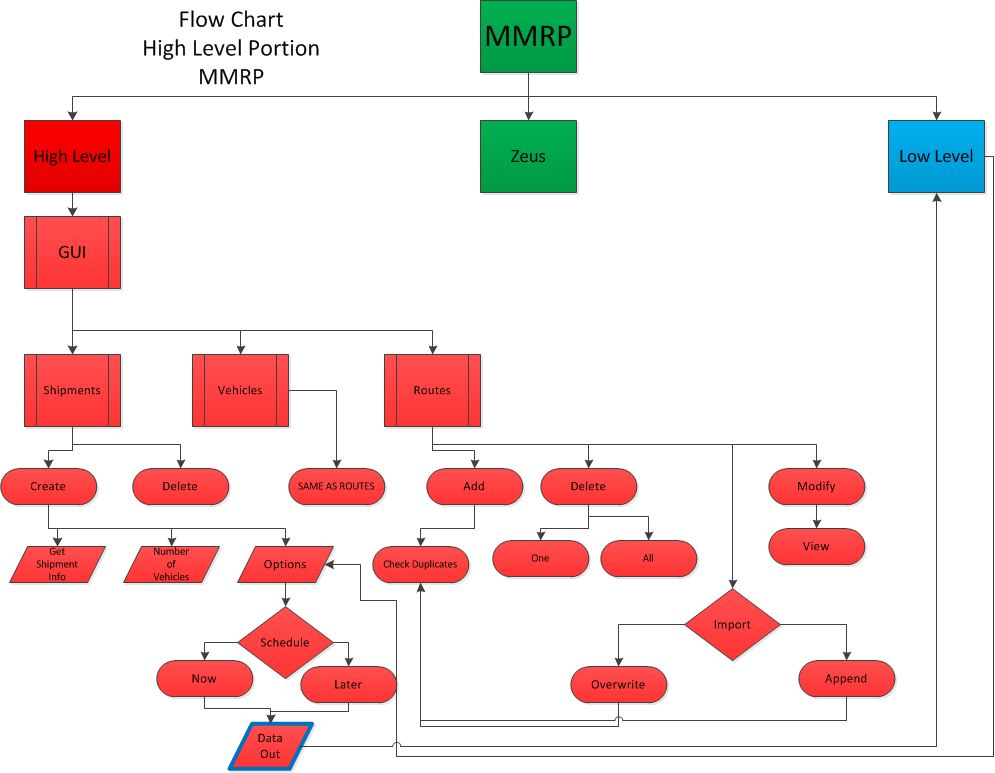 Flow Chart
High Level Portion
MMRP
MMRP
High Level
Zeus
Low Level
GUI
Shipments
Vehicles
Routes
Create
Delete
SAME AS ROUTES
Add
Delete
Modify
Get
Shipment
Info
Number
of
Vehicles
Options
Check Duplicates
One
All
View
Schedule
Import
Now
Later
Overwrite
Append
Data
Out